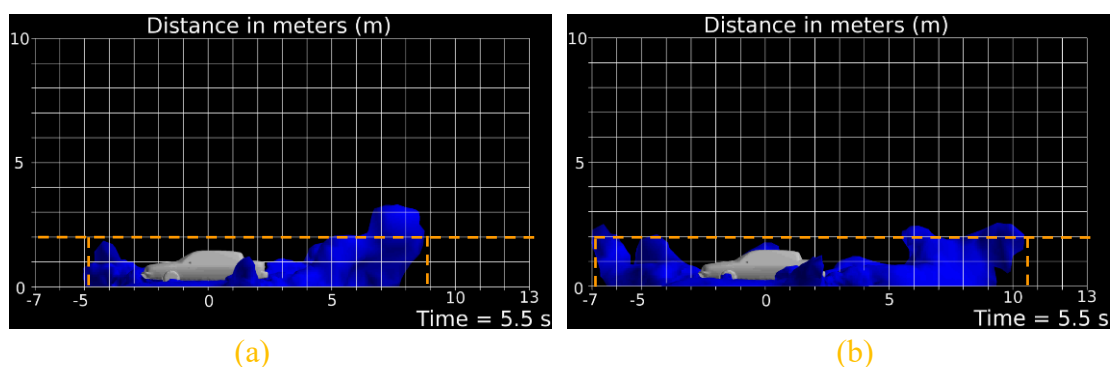 Distance in meters (m)
10
5
0
-7 -5 0 5 10 13
Time = 5.5 s
(a)
Distance in meters (m)
10
5
0
-7 -5 0 5 10 13
Time = 5.5 s
(b)